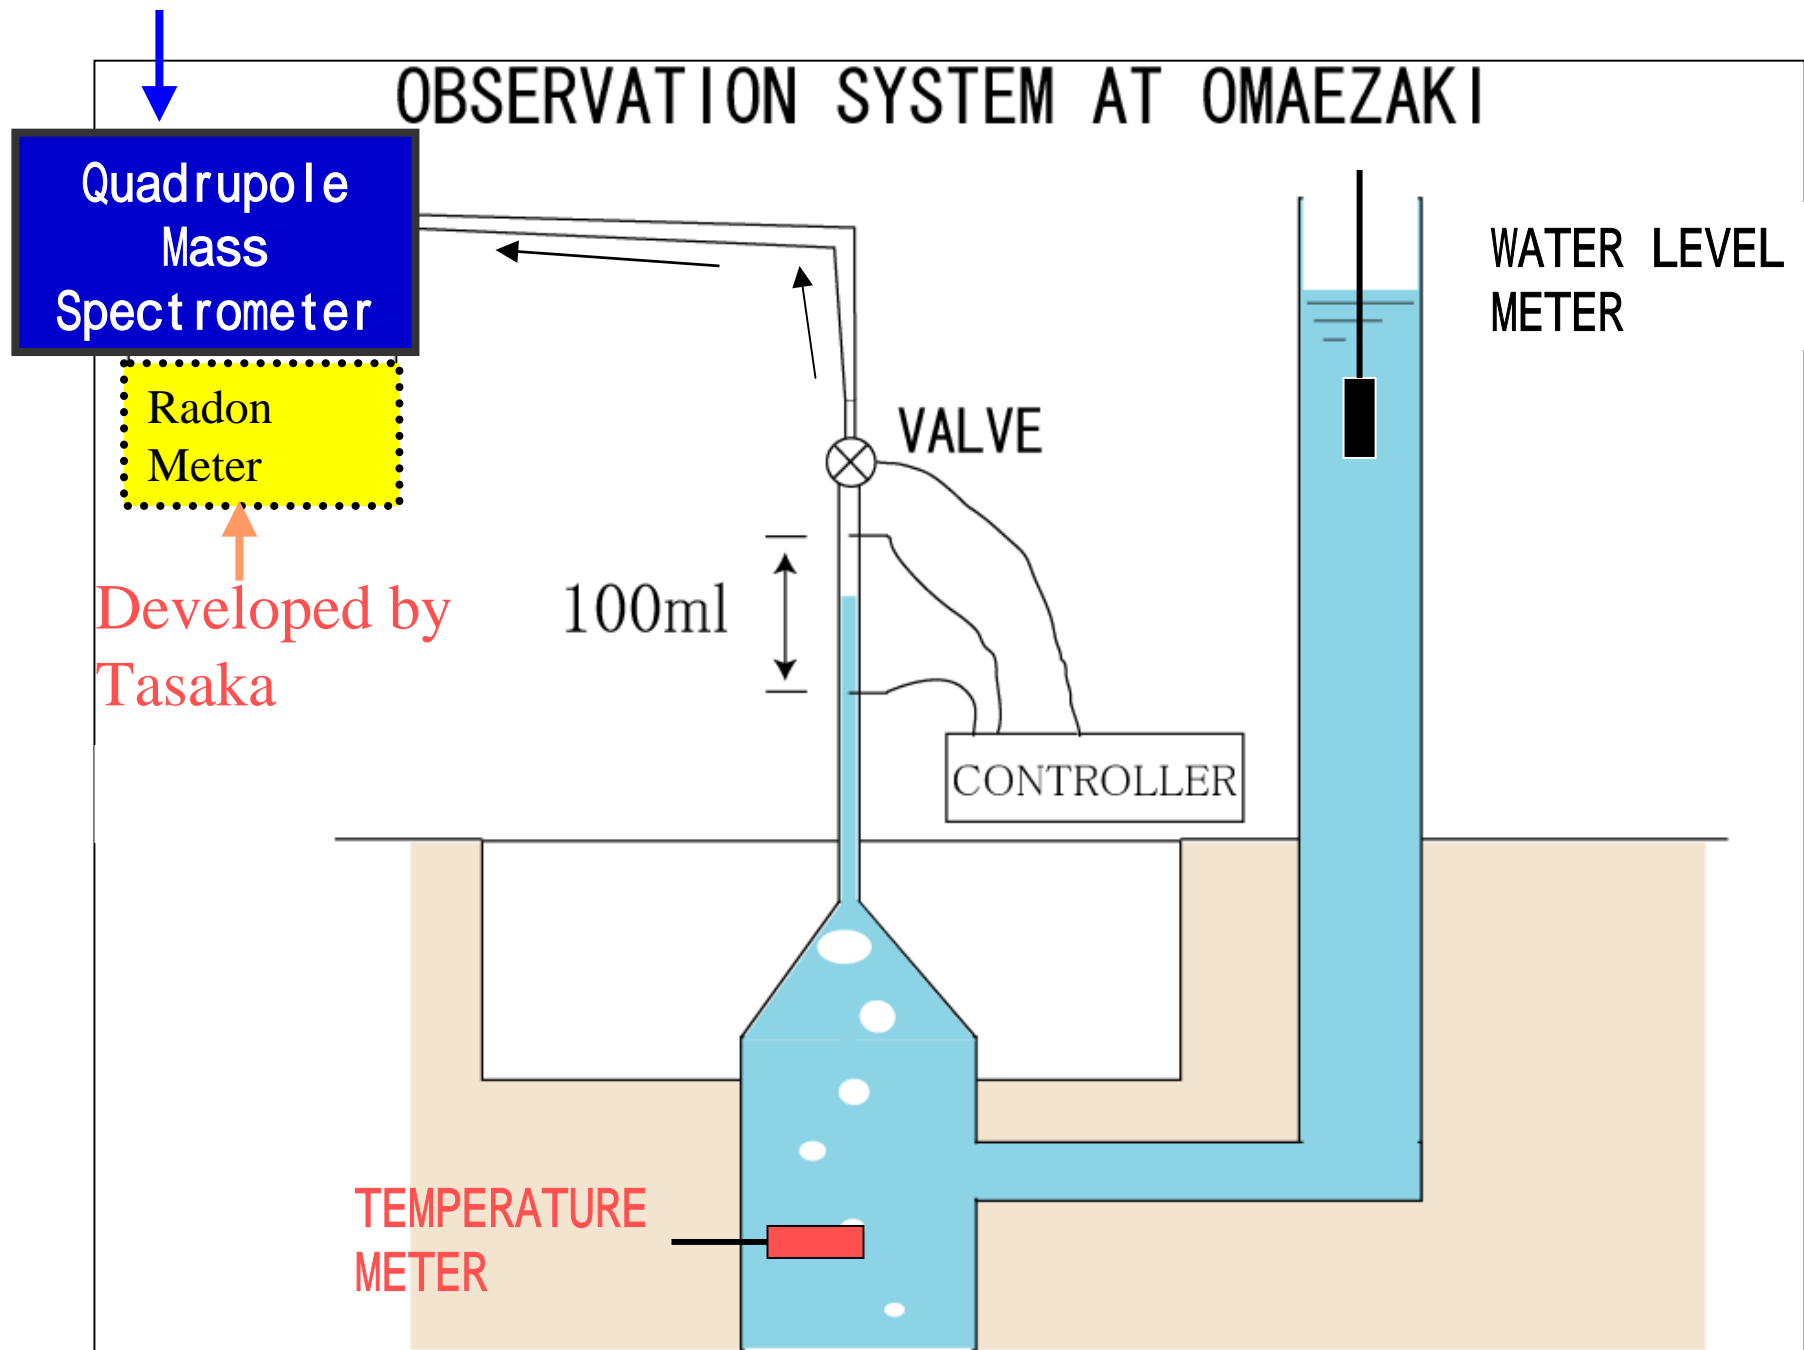 OBSERVATION SYSTEM AT OMAEZAKI
Quadrupole
Mass
Spectrometer
WATER LEVEL
METER
Radon
Meter
VALVE
Developed by
Tasaka
100ml
CONTROLLER
TEMPERATURE
METER